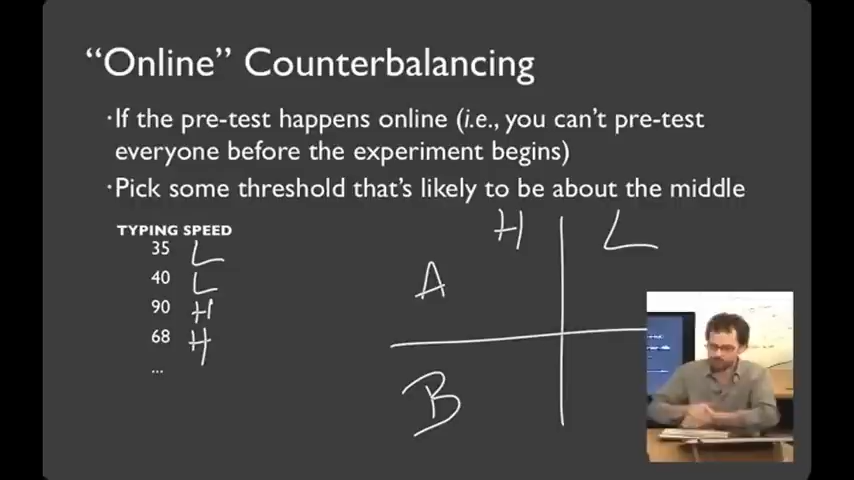 “Online” Counterbalancing
·If the pre-test happens online (i.e., you can’t pre-test
everyone before the experiment begins)
·Pick some threshold that’s likely to be about the middle
TYPING SPEED
35 L
40 L
90 H
68 H
...
H L
A
B